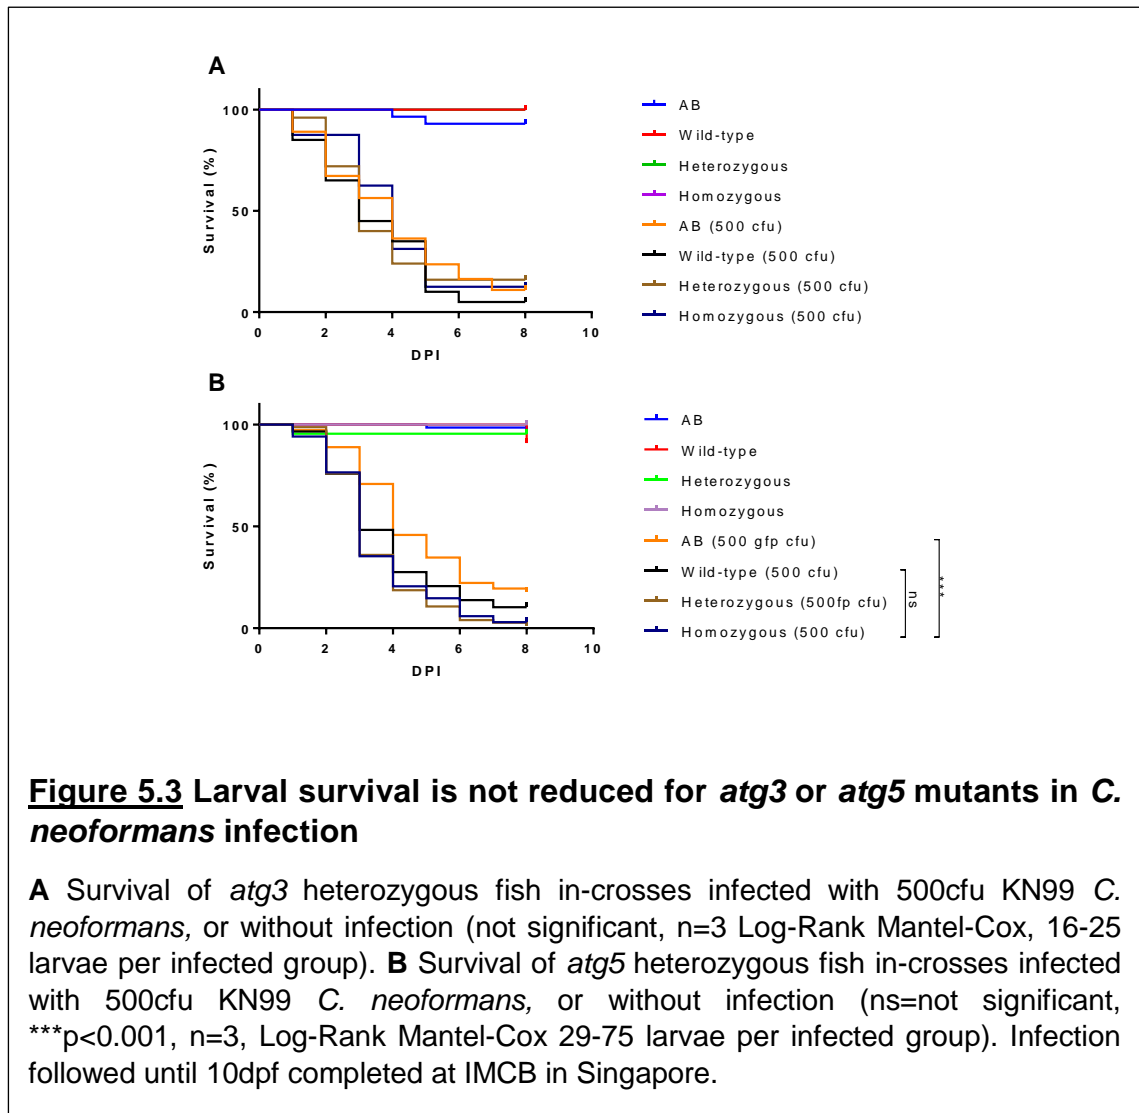 A
Survival (%)
100
50
0
0 2 4 6 8 10
DPI
AB
Wild-type
Heterozygous
Homozygous
AB (500 cfu)
Wild-type (500 cfu)
Heterozygous (500 cfu)
Homozygous (500 cfu)
B
Survival (%)
100
50
0
0 2 4 6 8 10
DPI
AB
Wild-type
Heterozygous
Homozygous
AB (500 gfp cfu)
Wild-type (500 cfu)
Heterozygous (500fp cfu)
Homozygous (500 cfu)
ns
***
Figure 5.3 Larval survival is not reduced for atg3 or atg5 mutants in C.
neoformans infection
A Survival of atg3 heterozygous fish in-crosses infected with 500cfu KN99 C.
neoformans, or without infection (not significant, n=3 Log-Rank Mantel-Cox, 16-25
larvae per infected group). B Survival of atg5 heterozygous fish in-crosses infected
with 500cfu KN99 C. neoformans, or without infection (ns=not significant,
***p<0.001, n=3, Log-Rank Mantel-Cox 29-75 larvae per infected group). Infection
followed until 10dpf completed at IMCB in Singapore.